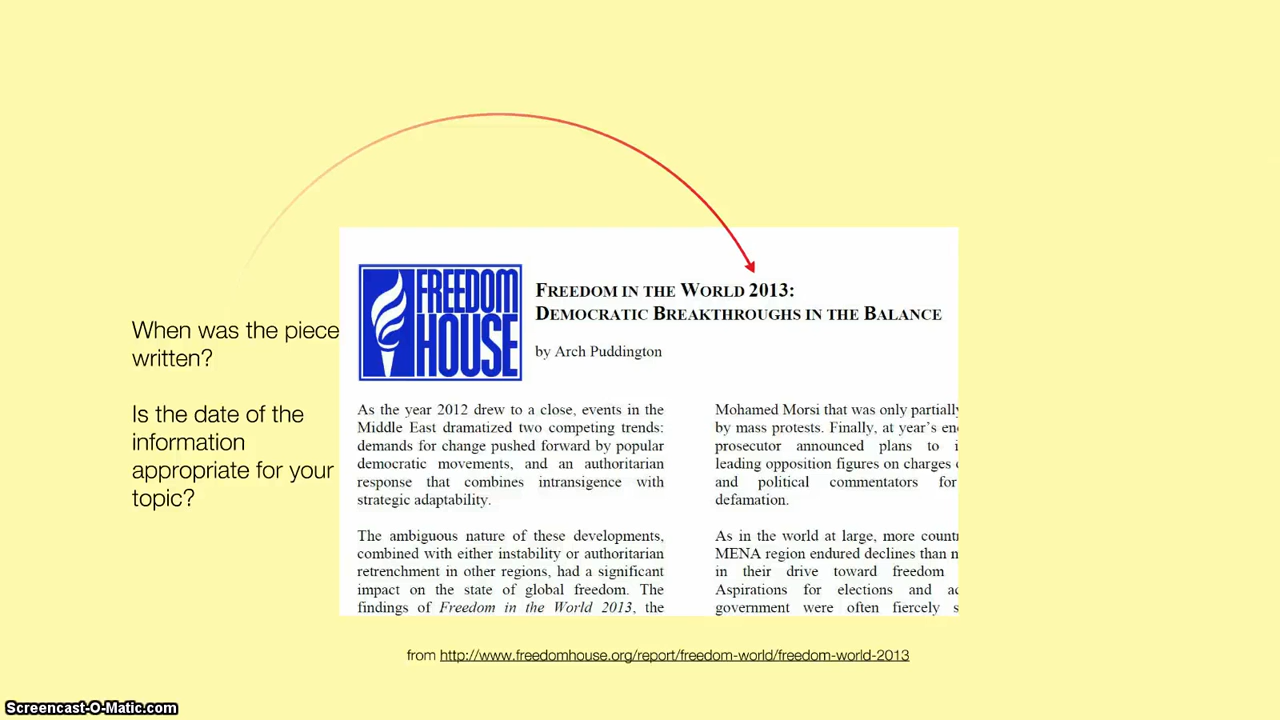 When was the piece
written?
Is the date of the
information
appropriate for your
topic?
FREEDOM
HOUSE
FREEDOM IN THE WORLD 2013:
DEMOCRATIC BREAKTHROUGHS IN THE BALANCE
by Arch Puddington
As the year 2012 drew to a close, events in the
Middle East dramatized two competing trends:
demands for change pushed forward by popular
democratic movements, and an authoritarian
response that combines intransigence with
strategic adaptability.
The ambiguous nature of these developments,
combined with either instability or authoritarian
retrenchment in other regions, had a significant
impact on the state of global freedom. The
findings of Freedom in the World 2013, the
Mohamed Morsi that was only partially
by mass protests. Finally, at year's
prosecutor announced plans to
leading opposition figures on charges
and political commentators for
defamation.
As in the world at large, more
MENA region endured declines than
in their drive toward freedom
Aspirations for elections and
government were often fiercely
from http://www.freedomhouse.org/report/freedom-world/freedom-world-2013
Screencast-O-Matic.com